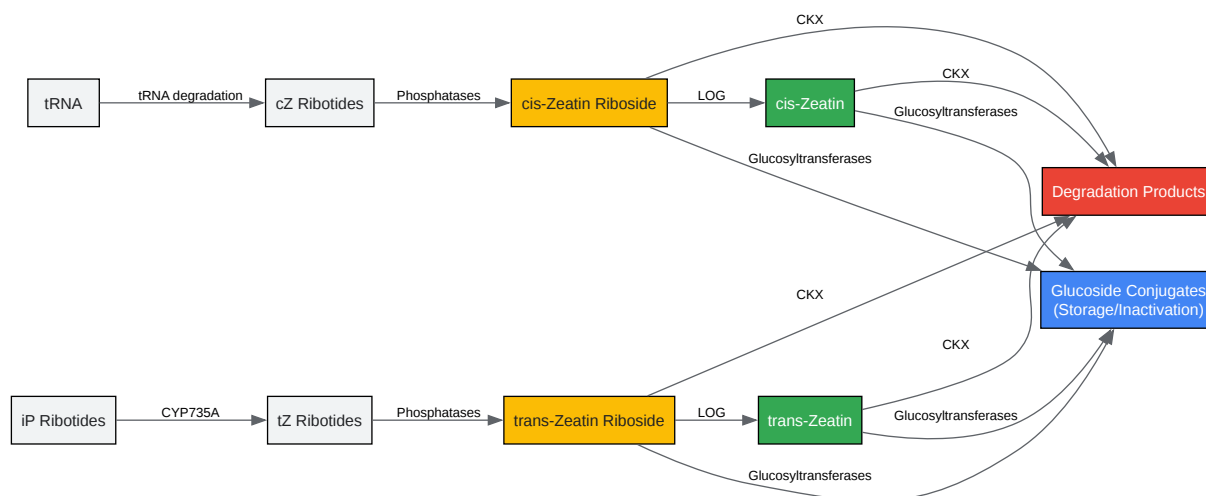 CKX
tRNA
tRNA degradation
cZ Ribotides
Phosphatases
cis-Zeatin Riboside
LOG
cis-Zeatin
CKX
Glucosyltransferases
Glucosyltransferases
Degradation Products
CKX
Glucoside Conjugates
(Storage/Inactivation)
CKX
iP Ribotides
CYP735A
tZ Ribotides
Phosphatases
trans-Zeatin Riboside
LOG
trans-Zeatin
Glucosyltransferases
Glucosyltransferases